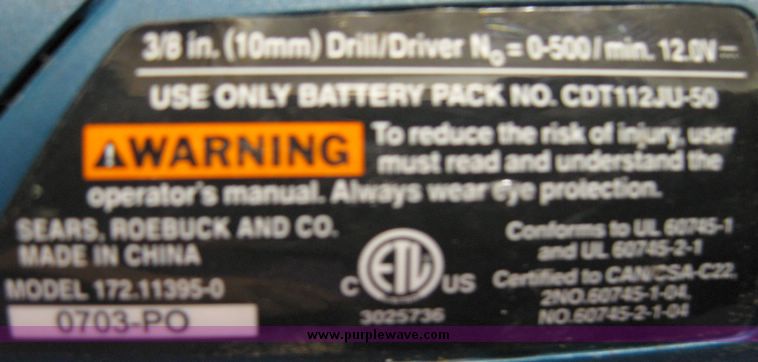 3/8 in. (10mm) Drill/Driver No = 0-500/min. 12.0V⎓
USE ONLY BATTERY PACK NO. CDT112JU-50
⚠WARNING To reduce the risk of injury, user
must read and understand the
operator's manual. Always wear eye protection.
SEARS, ROEBUCK AND CO.
MADE IN CHINA
MODEL 172.11395-0
0703-PO
C ETL US
3025736
Conforms to UL 60745-1
and UL 60745-2-1
Certified to CAN/CSA-C22.
2NO.60745-1-04,
NO.60745-2-1-04
www.purplewave.com